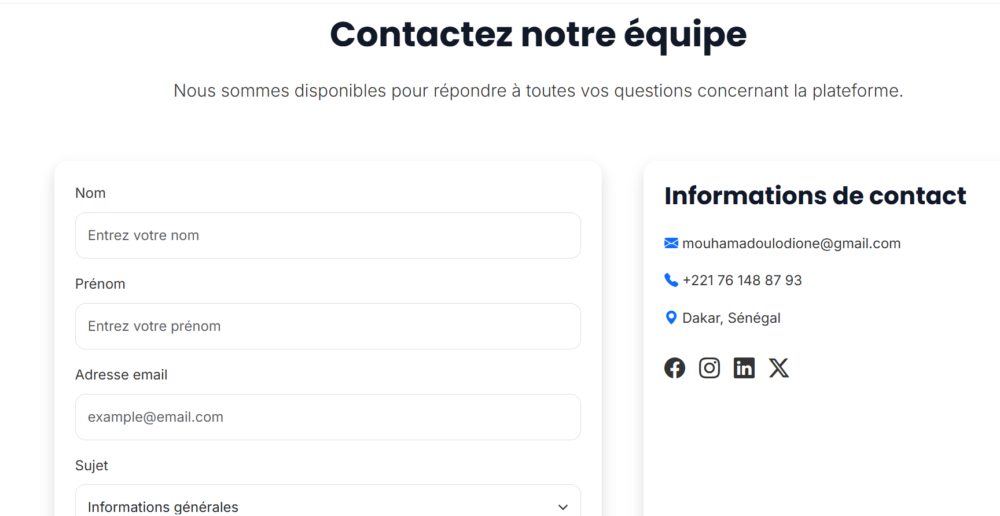 Contactez notre équipe
Nous sommes disponibles pour répondre à toutes vos questions concernant la plateforme.
Nom
Entrez votre nom
Prénom
Entrez votre prénom
Adresse email
example@email.com
Sujet
Informations générales
Informations de contact
mouhamadoulodione@gmail.com
+221 76 148 87 93
Dakar, Sénégal